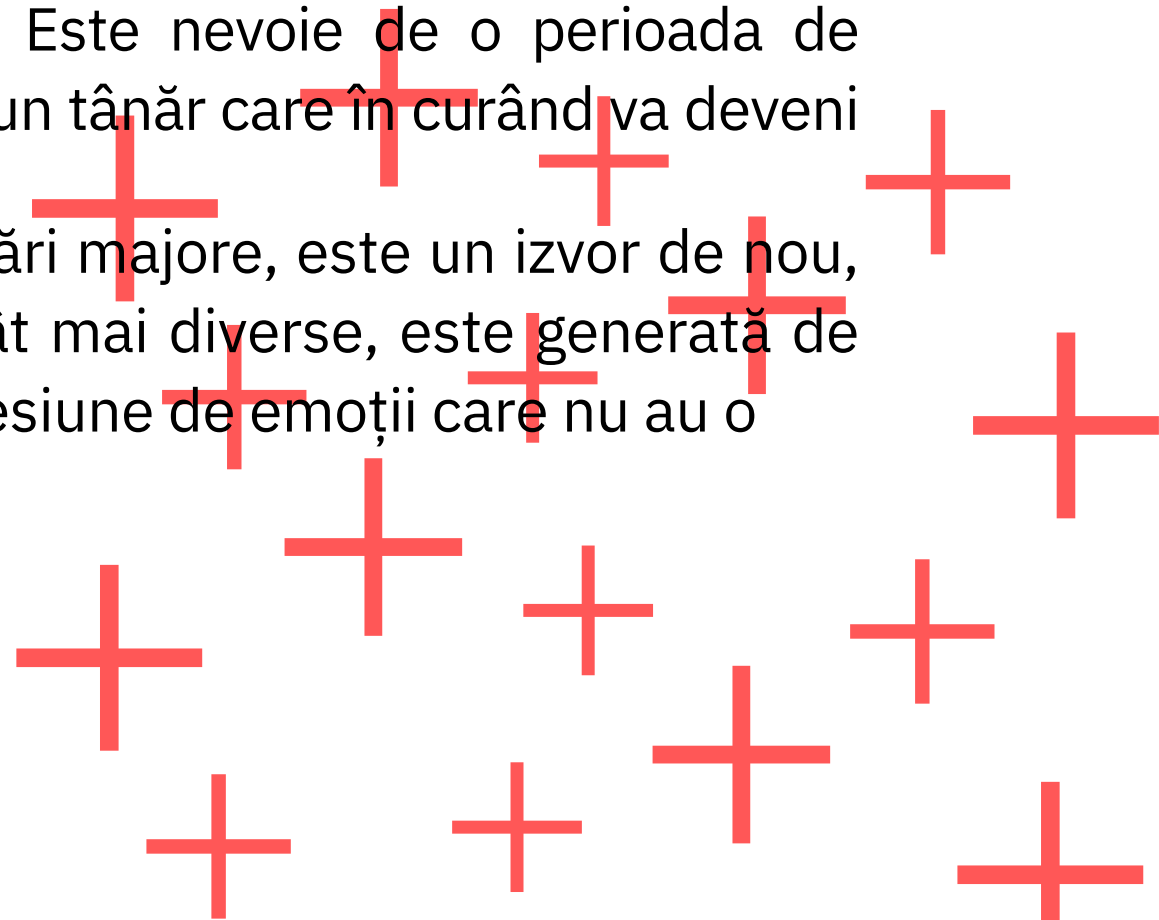 Este nevoie de o perioada de
un tânăr care în curând va deveni
ări majore, este un izvor de nou,
ât mai diverse, este generată de
esiune de emoții care nu au o